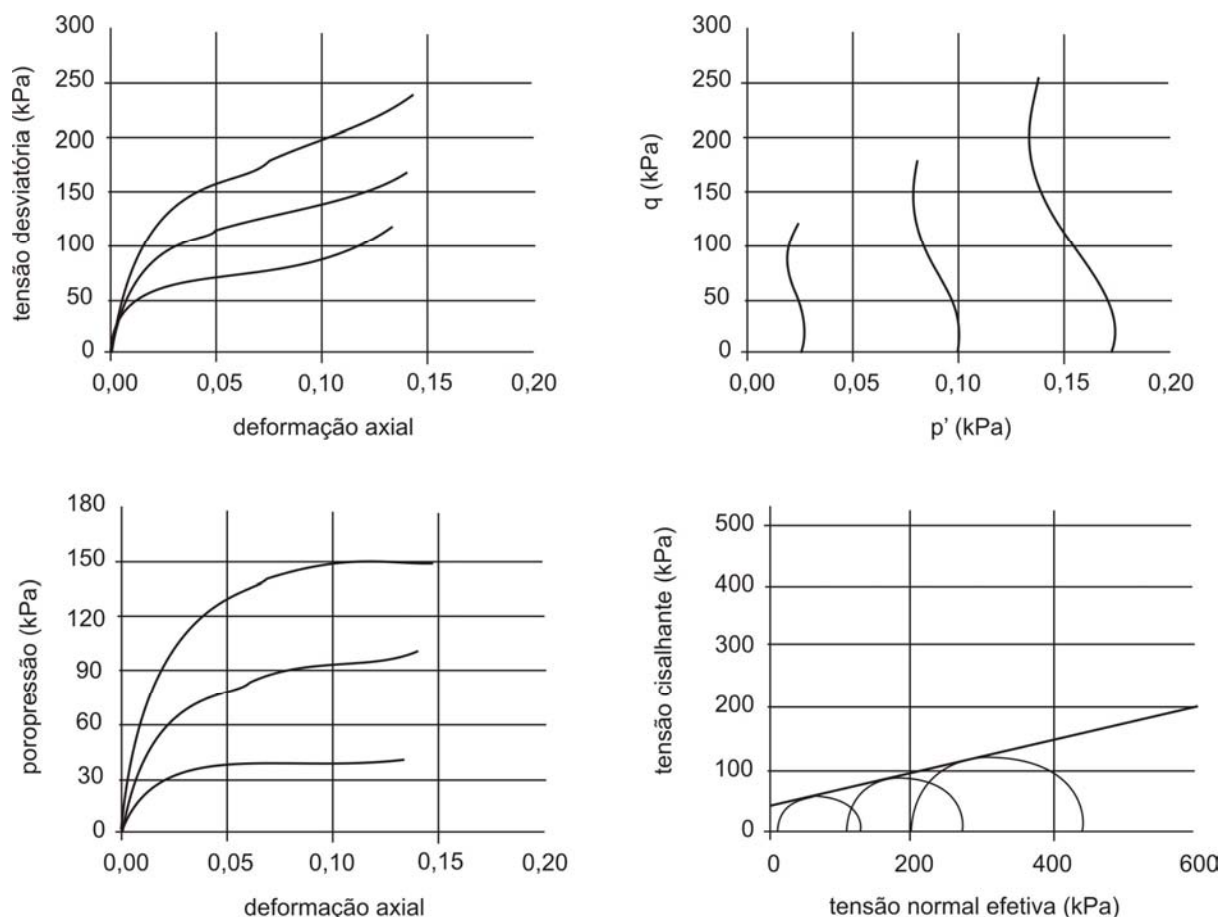 300
250
200
150
100
50
0
tensão desviatória (kPa)
0,00 0,05 0,10 0,15 0,20
deformação axial
300
250
200
150
100
50
0
q (kPa)
0,00 0,05 0,10 0,15 0,20
p' (kPa)
180
150
120
90
60
30
0
poropressão (kPa)
0,00 0,05 0,10 0,15 0,20
deformação axial
500
400
300
200
100
0
tensão cisalhante (kPa)
0 200 400 600
tensão normal efetiva (kPa)